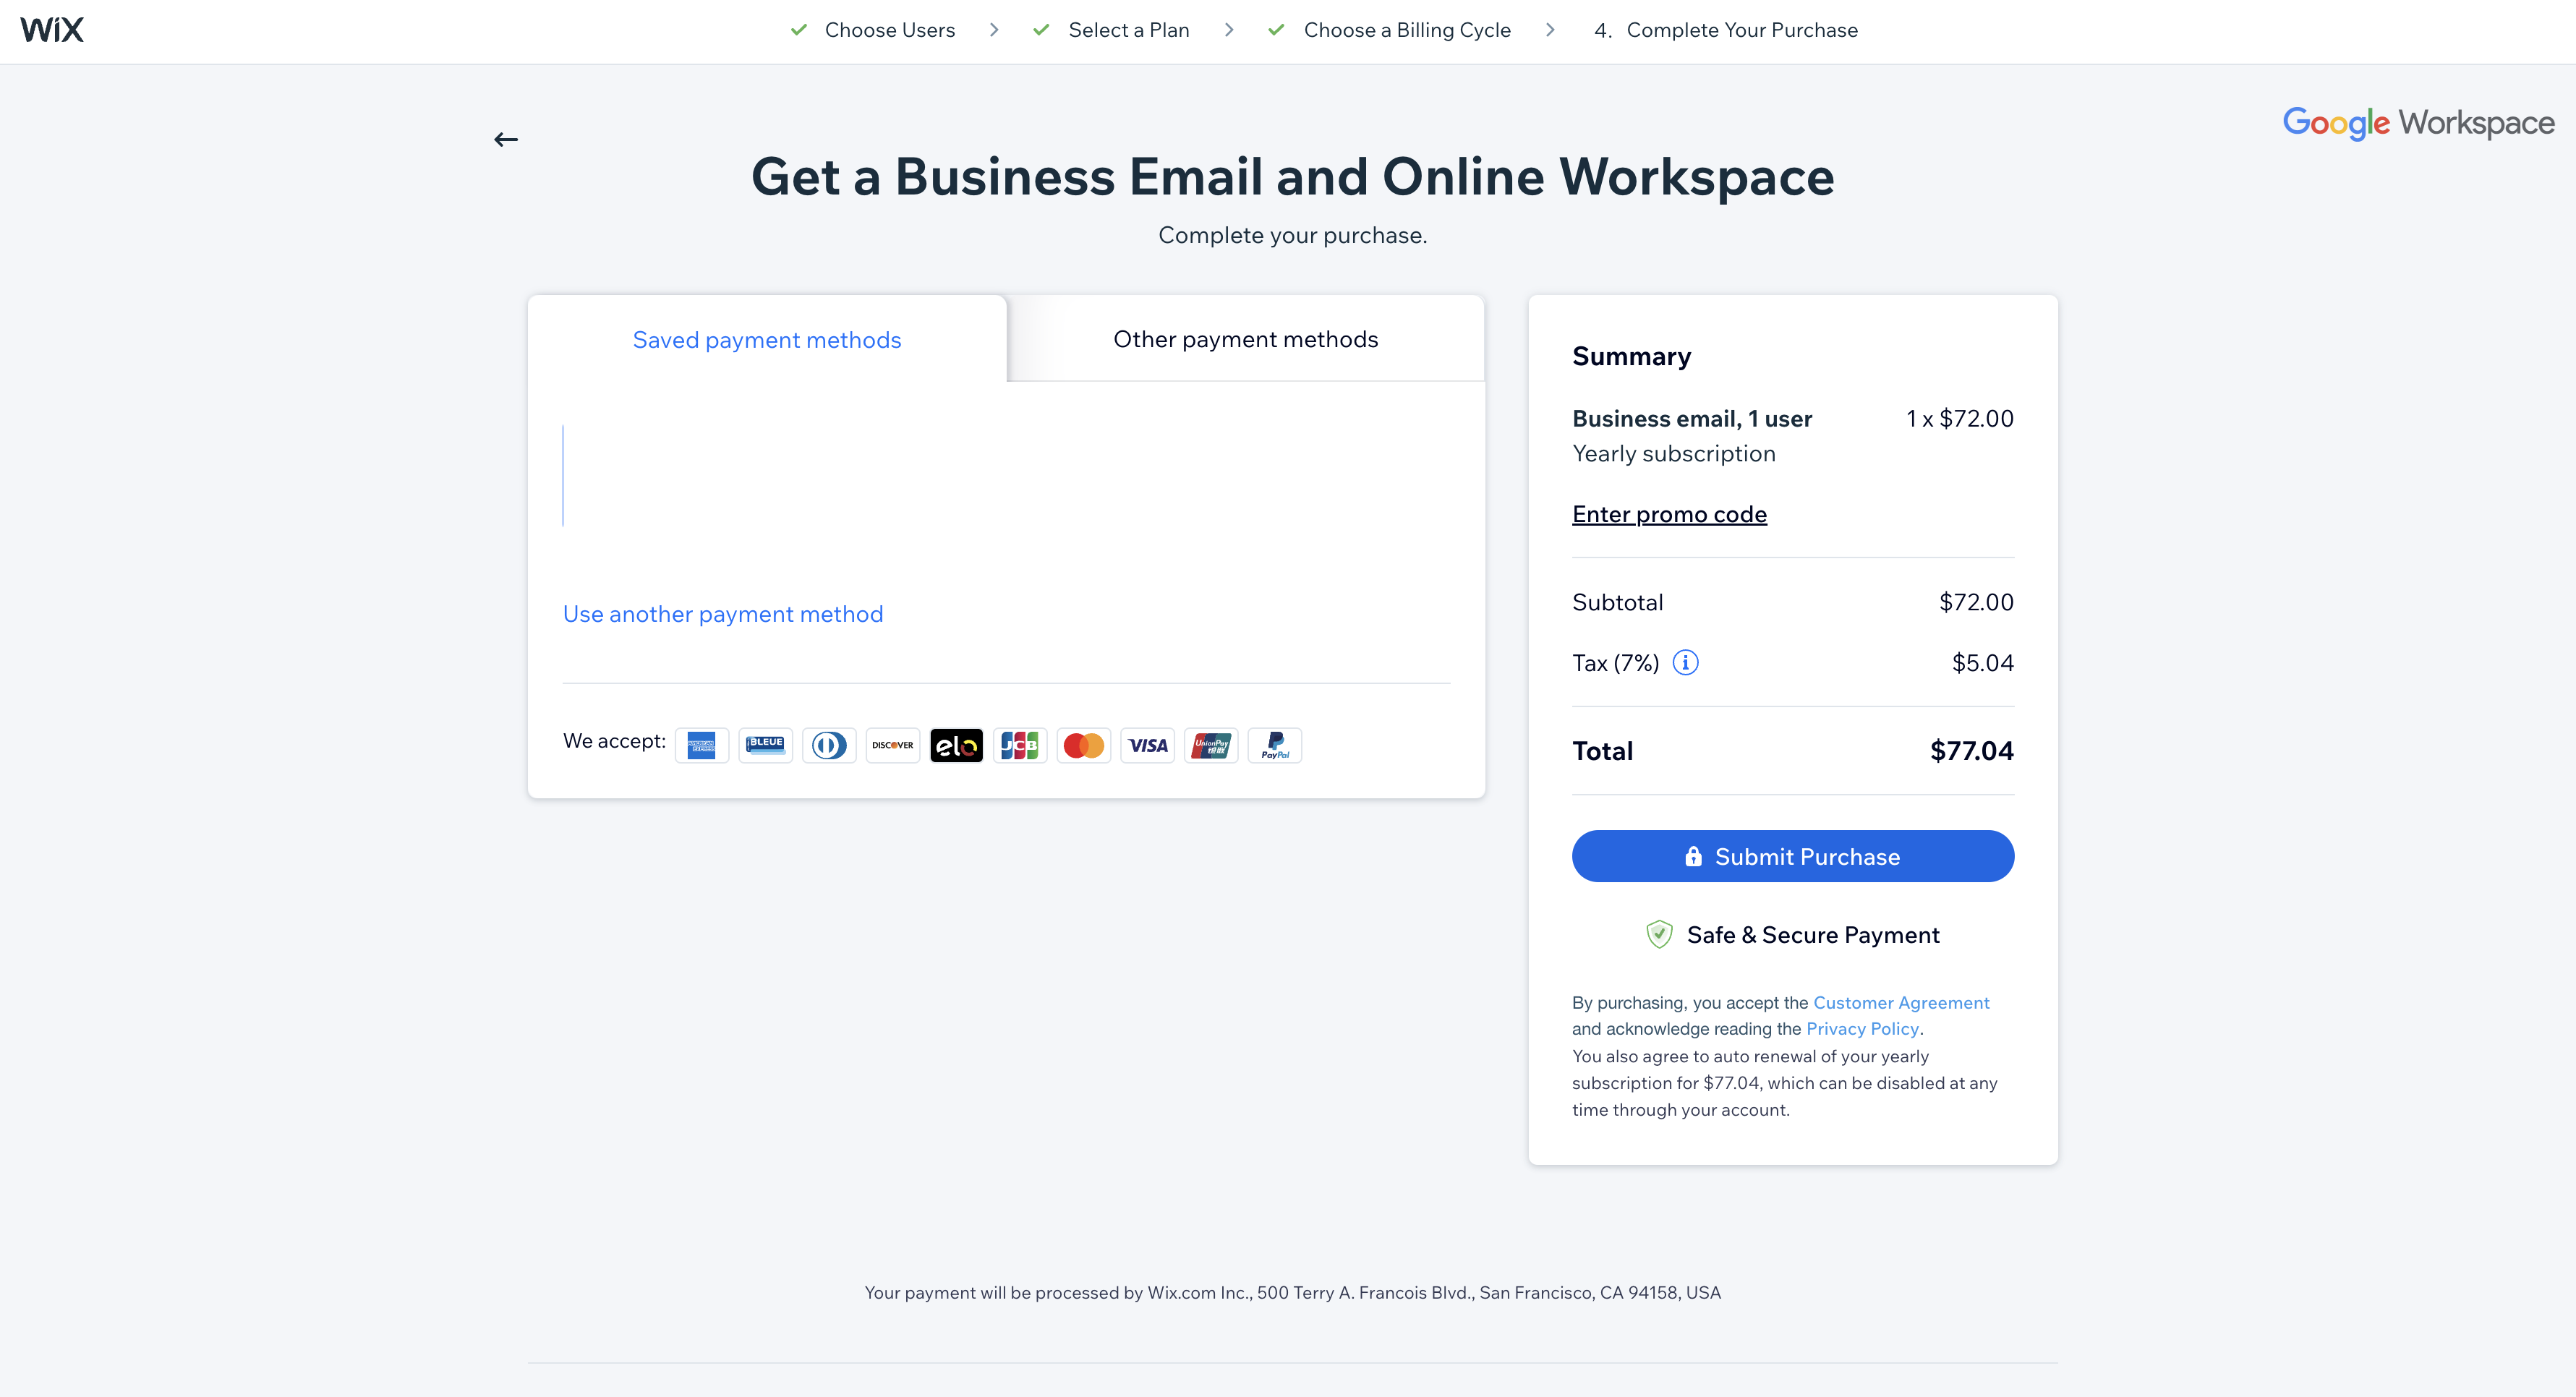 WiX
Choose Users
Select a Plan
Choose a Billing Cycle
4. Complete Your Purchase
Google Workspace
Get a Business Email and Online Workspace
Complete your purchase.
Saved payment methods
Other payment methods
Use another payment method
We accept:
AMERICAN EXPRESS
BLEUE
DISCOVER
elo
JCB
VISA
UnionPay
银联
PayPal
Summary
Business email, 1 user 1 x $72.00
Yearly subscription
Enter promo code
Subtotal $72.00
Tax (7%) $5.04
Total $77.04
Submit Purchase
Safe & Secure Payment
By purchasing, you accept the Customer Agreement
and acknowledge reading the Privacy Policy.
You also agree to auto renewal of your yearly
subscription for $77.04, which can be disabled at any
time through your account.
Your payment will be processed by Wix.com Inc., 500 Terry A. Francois Blvd., San Francisco, CA 94158, USA